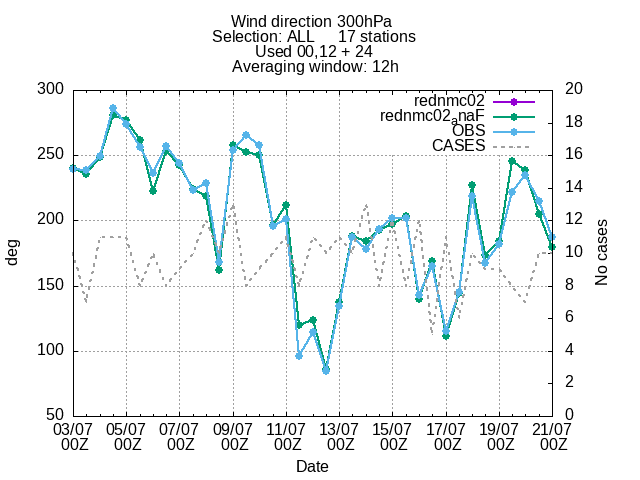 Wind direction 300hPa
Selection: ALL 17 stations
Used 00,12 + 24
Averaging window: 12h
300
250
200
150
100
50
20
18
16
14
12
10
8
6
4
2
0
rednmc02
rednmc02anaF
OBS
CASES
deg
No cases
03/07 05/07 07/07 09/07 11/07 13/07 15/07 17/07 19/07 21/07
00Z 00Z 00Z 00Z 00Z 00Z 00Z 00Z 00Z 00Z
Date